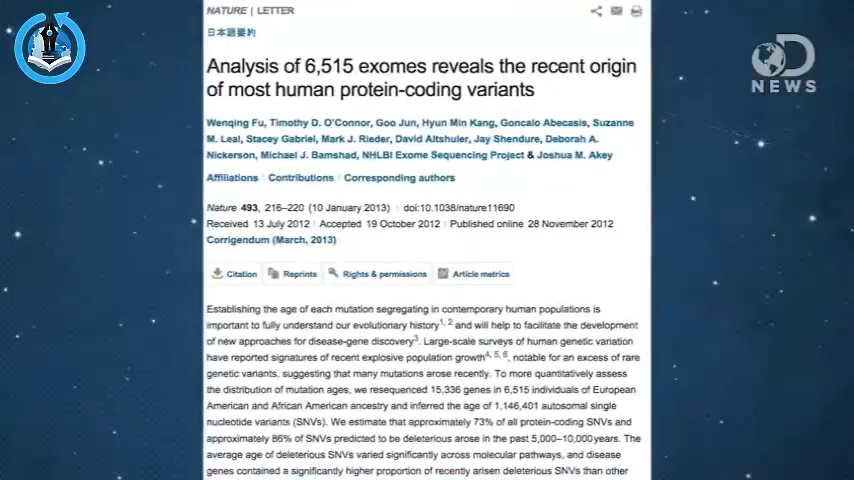 NATURE | LETTER
日本語要約
Analysis of 6,515 exomes reveals the recent origin
of most human protein-coding variants
Wenqing Fu, Timothy D. O'Connor, Goo Jun, Hyun Min Kang, Goncalo Abecasis, Suzanne
M. Leal, Stacey Gabriel, Mark J. Rieder, David Altshuler, Jay Shendure, Deborah A.
Nickerson, Michael J. Bamshad, NHLBI Exome Sequencing Project & Joshua M. Akey
Affiliations | Contributions | Corresponding authors
Nature 493, 216–220 (10 January 2013) | doi:10.1038/nature11690
Received 13 July 2012 | Accepted 19 October 2012 | Published online 28 November 2012
Corrigendum (March, 2013)
Citation Reprints Rights & permissions Article metrics
Establishing the age of each mutation segregating in contemporary human populations is
important to fully understand our evolutionary history1, 2 and will help to facilitate the development
of new approaches for disease-gene discovery3. Large-scale surveys of human genetic variation
have reported signatures of recent explosive population growth4, 5, 6, notable for an excess of rare
genetic variants, suggesting that many mutations arose recently. To more quantitatively assess
the distribution of mutation ages, we resequenced 15,336 genes in 6,515 individuals of European
American and African American ancestry and inferred the age of 1,146,401 autosomal single
nucleotide variants (SNVs). We estimate that approximately 73% of all protein-coding SNVs and
approximately 86% of SNVs predicted to be deleterious arose in the past 5,000–10,000 years. The
average age of deleterious SNVs varied significantly across molecular pathways, and disease
genes contained a significantly higher proportion of recently arisen deleterious SNVs than other
D
NEWS